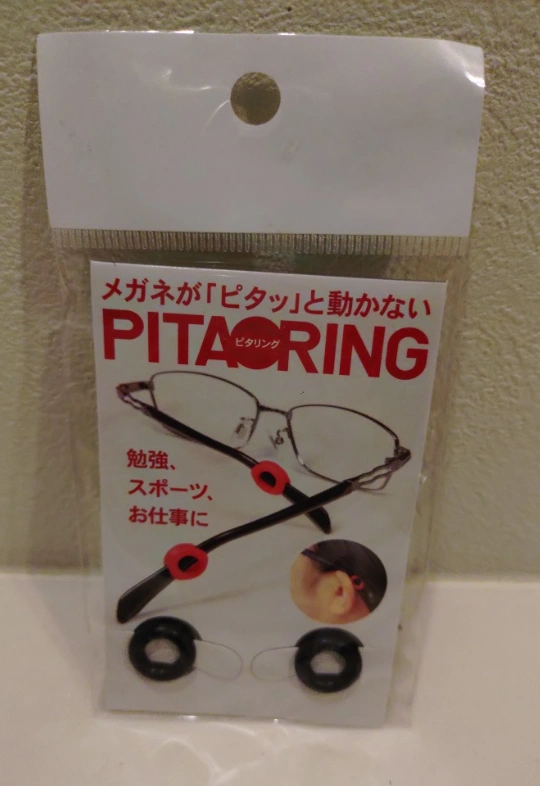 メガネが「ピタッ」と動かない
PITA RING
ピタリング
勉強、
スポーツ、
お仕事に